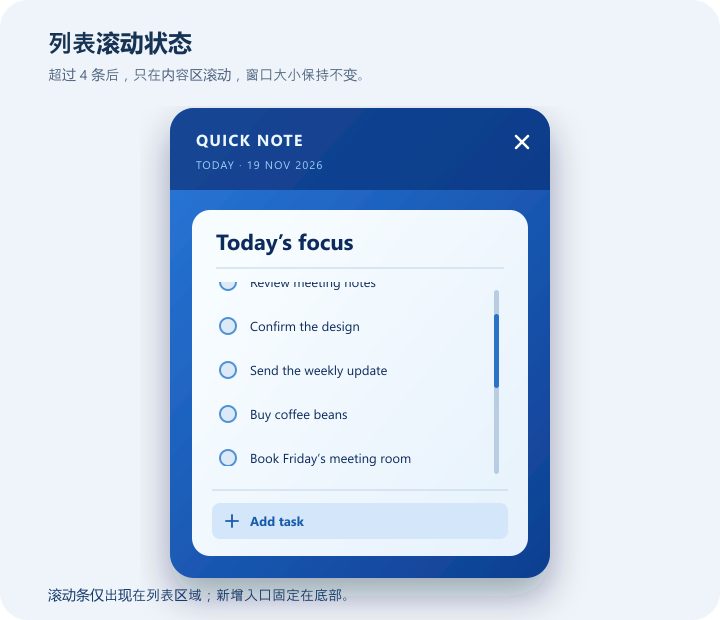 列表滚动状态
超过 4 条后，只在内容区滚动，窗口大小保持不变。
QUICK NOTE
TODAY · 19 NOV 2026
Today’s focus
Review meeting notes
Confirm the design
Send the weekly update
Buy coffee beans
Book Friday’s meeting room
Add task
滚动条仅出现在列表区域；新增入口固定在底部。